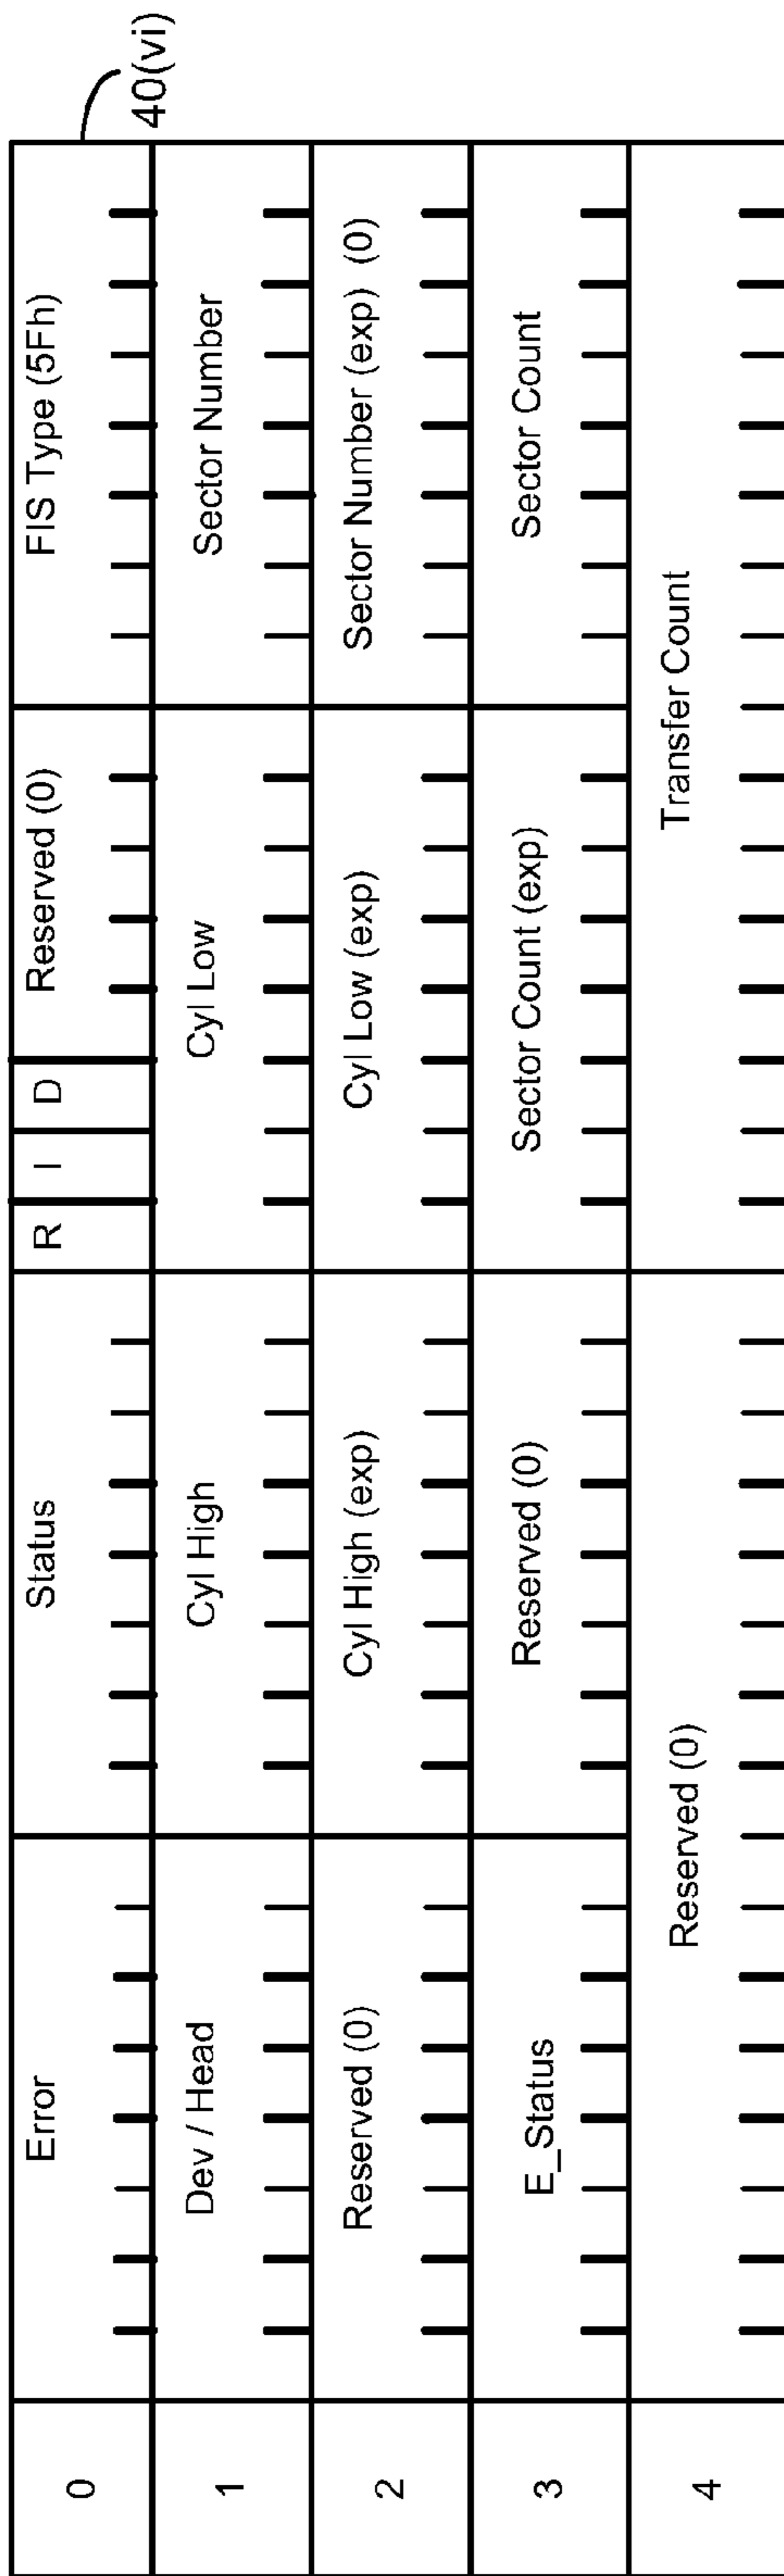 40(vi)
0 Error Status R I D Reserved (0) FIS Type (5Fh)
1 Dev / Head Cyl High Cyl Low Sector Number
2 Reserved (0) Cyl High (exp) Cyl Low (exp) Sector Number (exp) (0)
3 E_Status Reserved (0) Sector Count (exp) Sector Count
4 Reserved (0) Transfer Count